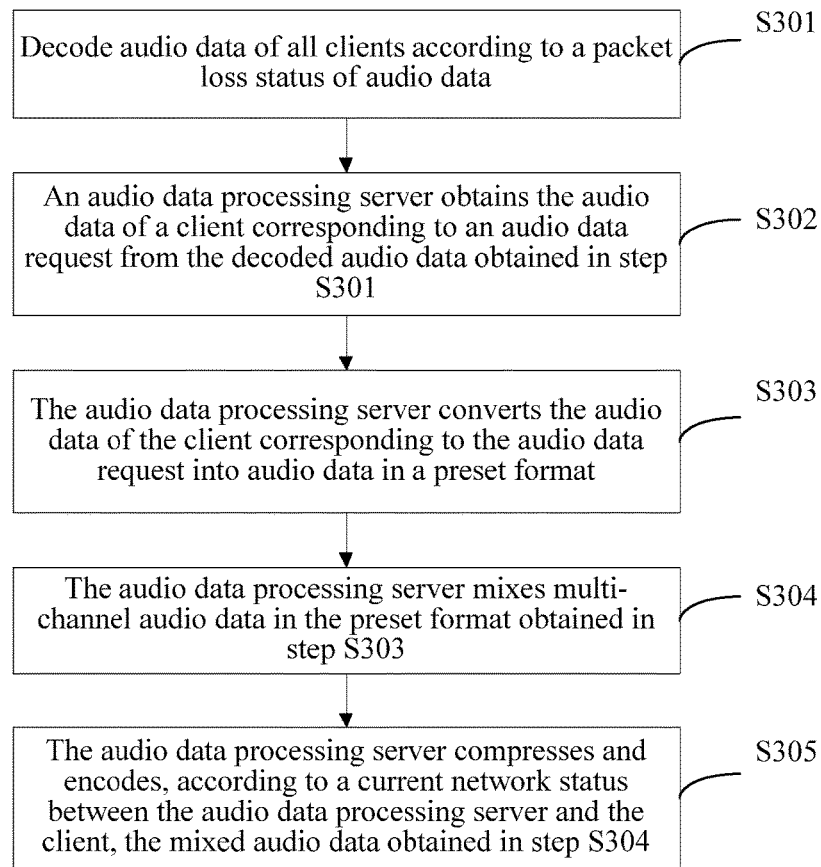 Decode audio data of all clients according to a packet
loss status of audio data
S301
An audio data processing server obtains the audio
data of a client corresponding to an audio data
request from the decoded audio data obtained in step
S301
S302
The audio data processing server converts the audio
data of the client corresponding to the audio data
request into audio data in a preset format
S303
The audio data processing server mixes multi-
channel audio data in the preset format obtained in
step S303
S304
The audio data processing server compresses and
encodes, according to a current network status
between the audio data processing server and the
client, the mixed audio data obtained in step S304
S305